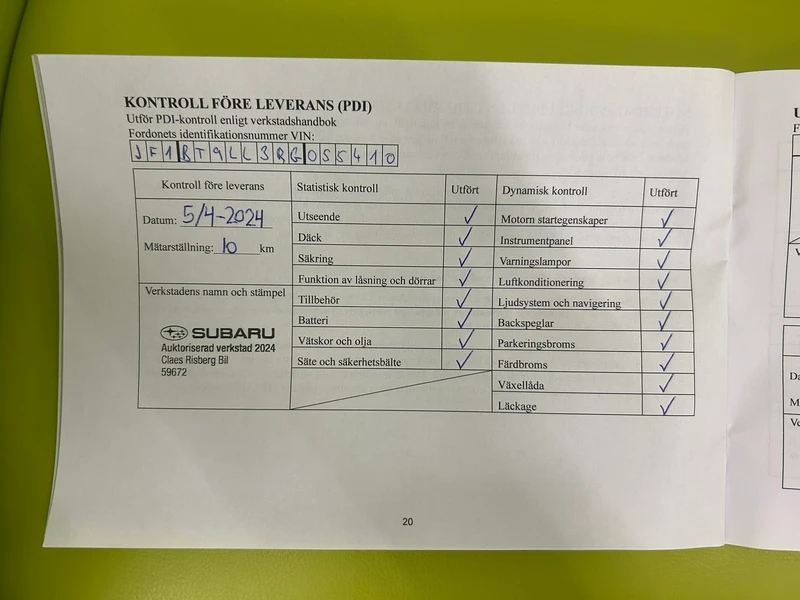 KONTROLL FÖRE LEVERANS (PDI)
Utför PDI-kontroll enligt verkstadshandbok
Fordonets identifikationsnummer VIN:
JF1BT9LL3RG055410
Kontroll före leverans
Statistisk kontroll
Utfört
Dynamisk kontroll
Utfört
Datum: 5/4-2024
Mätarställning: 10 km
Verkstadens namn och stämpel
SUBARU
Auktoriserad verkstad 2024
Claes Risberg Bil
59672
Utseende ✓
Däck ✓
Säkring ✓
Funktion av låsning och dörrar ✓
Tillbehör ✓
Batteri ✓
Vätskor och olja ✓
Säte och säkerhetsbälte ✓
Motorn startegenskaper ✓
Instrumentpanel ✓
Varningslampor ✓
Luftkonditionering ✓
Ljudsystem och navigering ✓
Backspeglar ✓
Parkeringsbroms ✓
Färdbroms ✓
Växellåda ✓
Läckage ✓
20